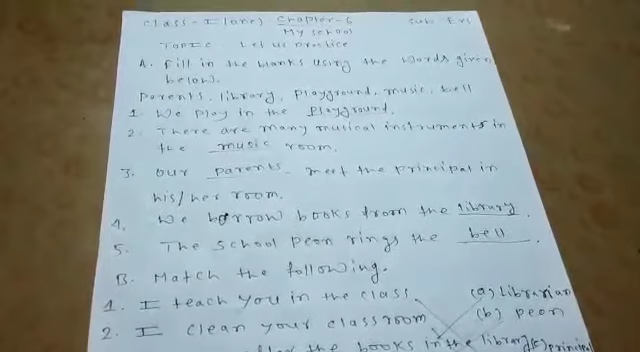 Class-I (one) Chapter-6 Sub: Evs
My school
TOPIC Let us practice
A. Fill in the blanks using the words given
below.
Parents, library, playground, music, bell
1. We play in the playground.
2. There are many musical instruments in
the music room.
3. Our parents meet the principal in
his/her room.
4. We borrow books from the library.
5. The school peon rings the bell.
B. Match the following.
1. I teach you in the class (a) Librarian
2. I clean your classroom (b) peon
the books in the library (c) principal